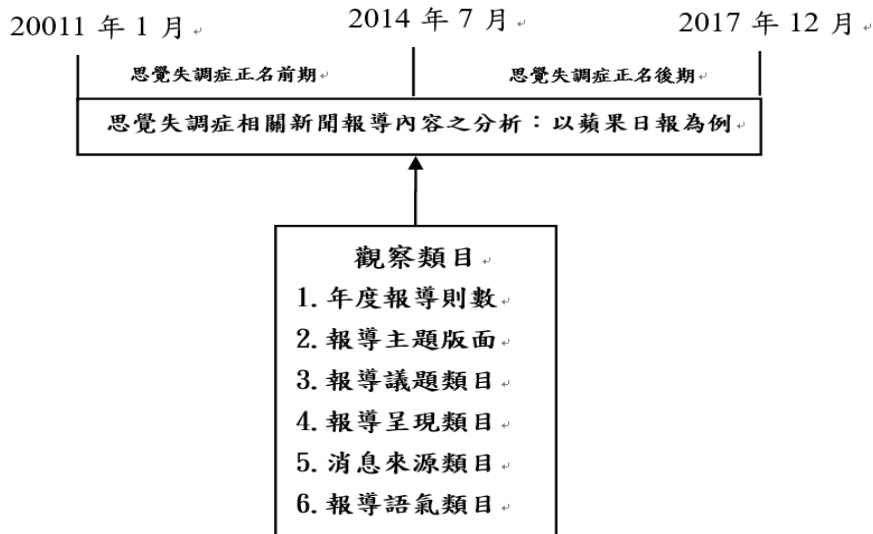 20011 年 1 月
2014 年 7 月
2017 年 12 月
思覺失調症正名前期
思覺失調症正名後期
思覺失調症相關新聞報導內容之分析：以蘋果日報為例
觀察類目
1. 年度報導則數
2. 報導主題版面
3. 報導議題類目
4. 報導呈現類目
5. 消息來源類目
6. 報導語氣類目